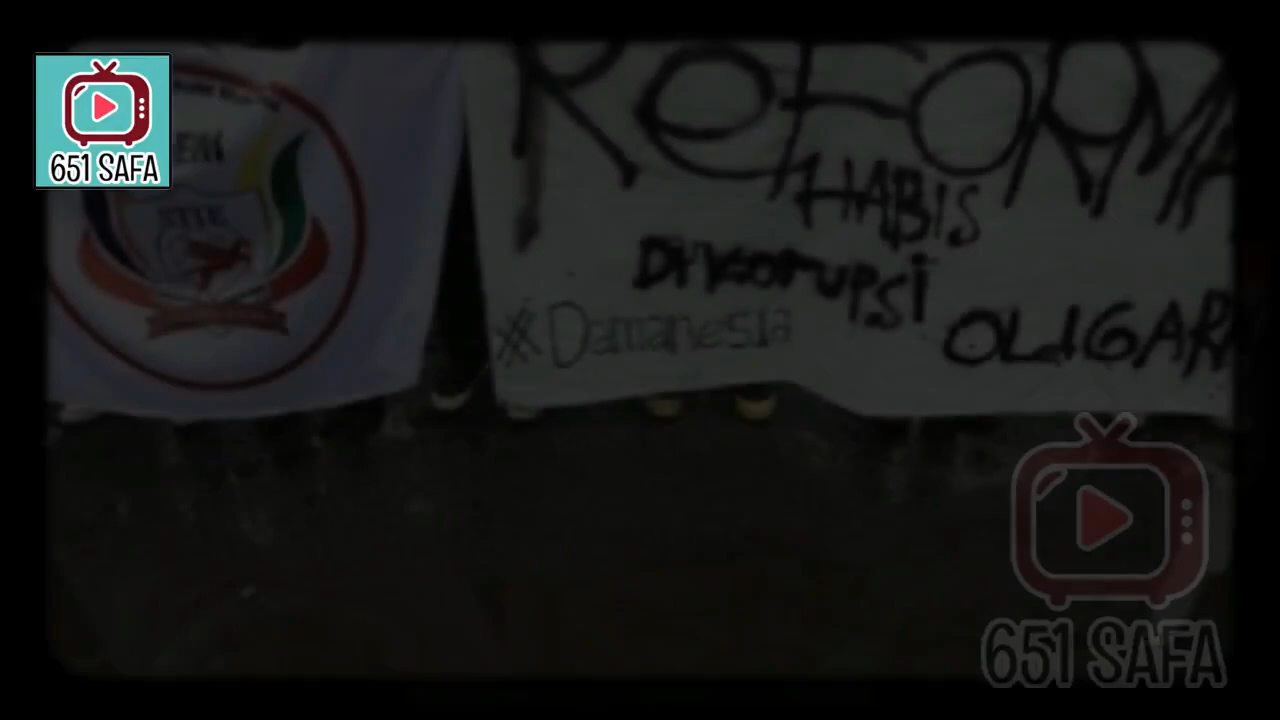 651 SAFA
REFORMA
HABIS
DIKORUPSI
#Damanesia
OLIGAR
651 SAFA